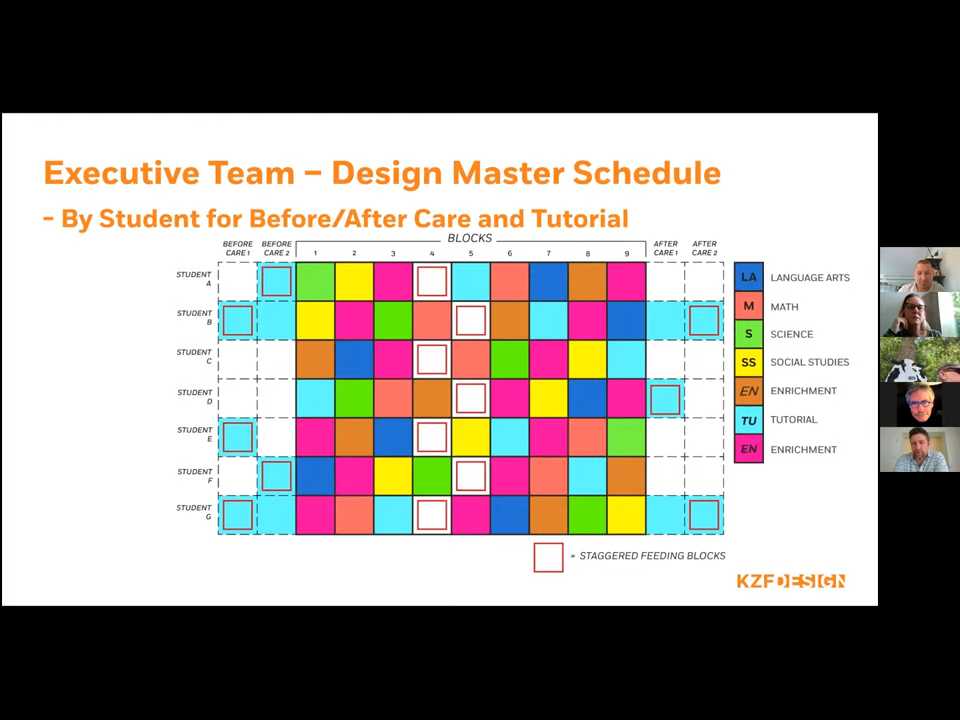 Executive Team – Design Master Schedule
- By Student for Before/After Care and Tutorial
BLOCKS
BEFORE CARE 1
BEFORE CARE 2
1 2 3 4 5 6 7 8 9
AFTER CARE 1
AFTER CARE 2
STUDENT A
STUDENT B
STUDENT C
STUDENT D
STUDENT E
STUDENT F
STUDENT G
LA LANGUAGE ARTS
M MATH
S SCIENCE
SS SOCIAL STUDIES
EN ENRICHMENT
TU TUTORIAL
EN ENRICHMENT
= STAGGERED FEEDING BLOCKS
KZFDESIGN